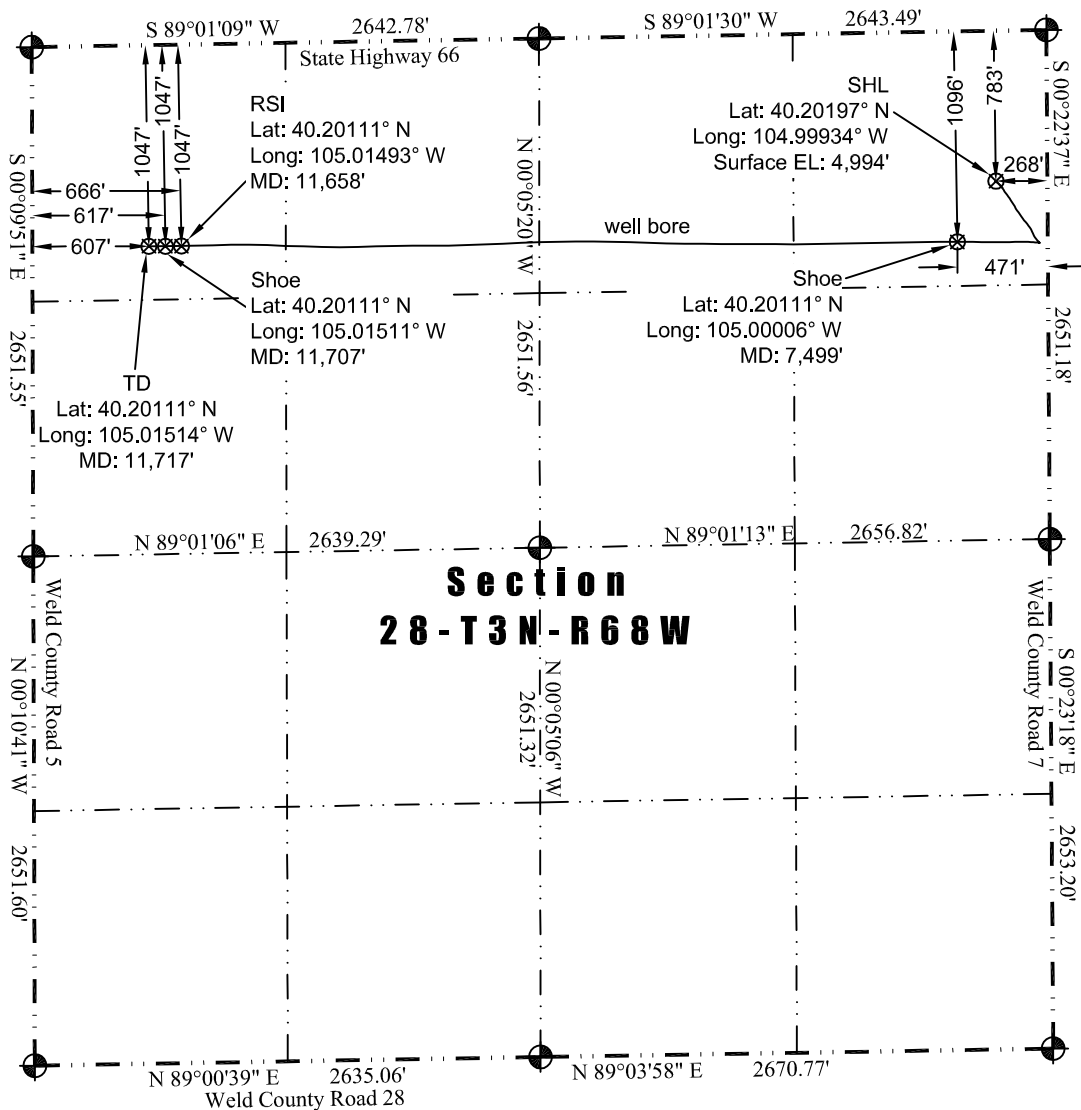 S 89°01'09" W 2642.78'
S 89°01'30" W 2643.49'
State Highway 66
1047'
1047'
1047'
RSI
Lat: 40.20111° N
Long: 105.01493° W
MD: 11,658'
SHL
Lat: 40.20197° N
Long: 104.99934° W
Surface EL: 4,994'
1096'
783'
268'
S 00°22'37" E
2651.18'
S 00°09'51" E
2651.55'
666'
617'
607'
N 00°05'20" W
2651.56'
well bore
471'
Shoe
Lat: 40.20111° N
Long: 105.01511° W
MD: 11,707'
Shoe
Lat: 40.20111° N
Long: 105.00006° W
MD: 7,499'
TD
Lat: 40.20111° N
Long: 105.01514° W
MD: 11,717'
N 89°01'06" E 2639.29'
N 89°01'13" E 2656.82'
Section
28-T3N-R68W
Weld County Road 5
N 00°10'41" W
2651.60'
N 00°05'06" W
2651.32'
Weld County Road 7
S 00°23'18" E
2653.20'
N 89°00'39" E 2635.06'
N 89°03'58" E 2670.77'
Weld County Road 28